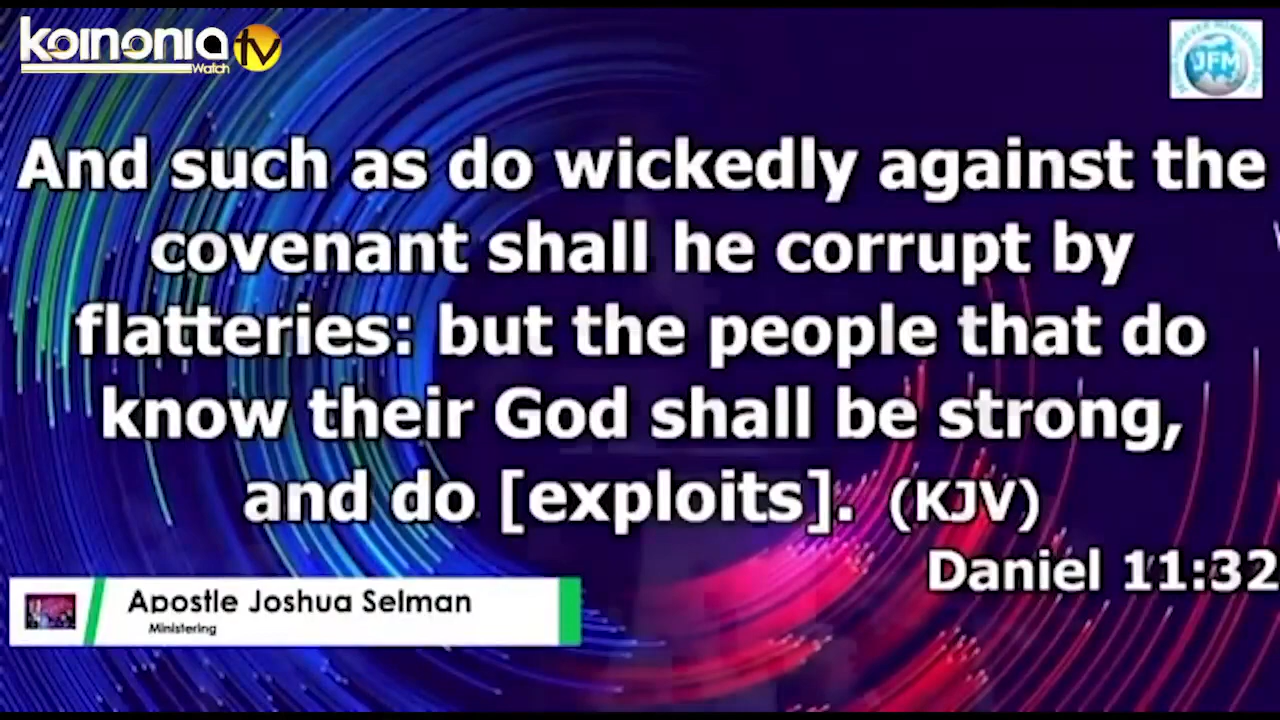 koinonia tv
Watch
JFM
And such as do wickedly against the
covenant shall he corrupt by
flatteries: but the people that do
know their God shall be strong,
and do [exploits]. (KJV)
Daniel 11:32
Apostle Joshua Selman
Ministering